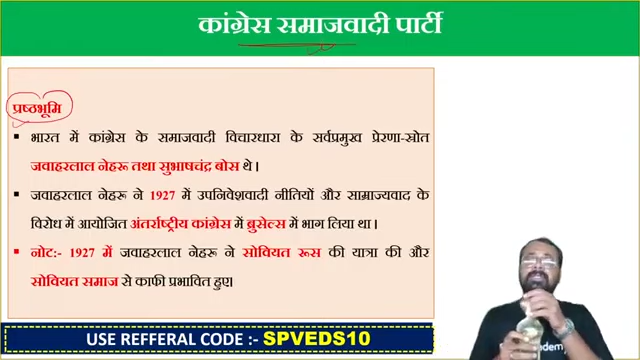 कांग्रेस समाजवादी पार्टी
प्रष्ठभूमि
▪ भारत में कांग्रेस के समाजवादी विचारधारा के सर्वप्रमुख प्रेरणा-स्रोत
जवाहरलाल नेहरू तथा सुभाषचंद्र बोस थे।
▪ जवाहरलाल नेहरू ने 1927 में उपनिवेशवादी नीतियों और साम्राज्यवाद के
विरोध में आयोजित अंतर्राष्ट्रीय कांग्रेस में ब्रुसेल्स में भाग लिया था।
▪ नोट:- 1927 में जवाहरलाल नेहरू ने सोवियत रूस की यात्रा की और
सोवियत समाज से काफी प्रभावित हुए।
USE REFFERAL CODE :- SPVEDS10